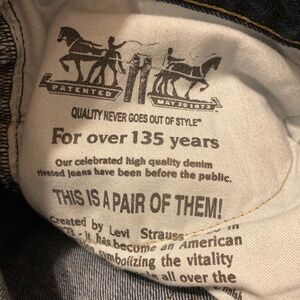 PATENTED
MAY 20 1873
QUALITY NEVER GOES OUT OF STYLE™
For over 135 years
Our celebrated high quality denim
riveted jeans have been before the public.
THIS IS A PAIR OF THEM!
Created by Levi Strauss in
it has become an American
symbolizing the vitality
all over the